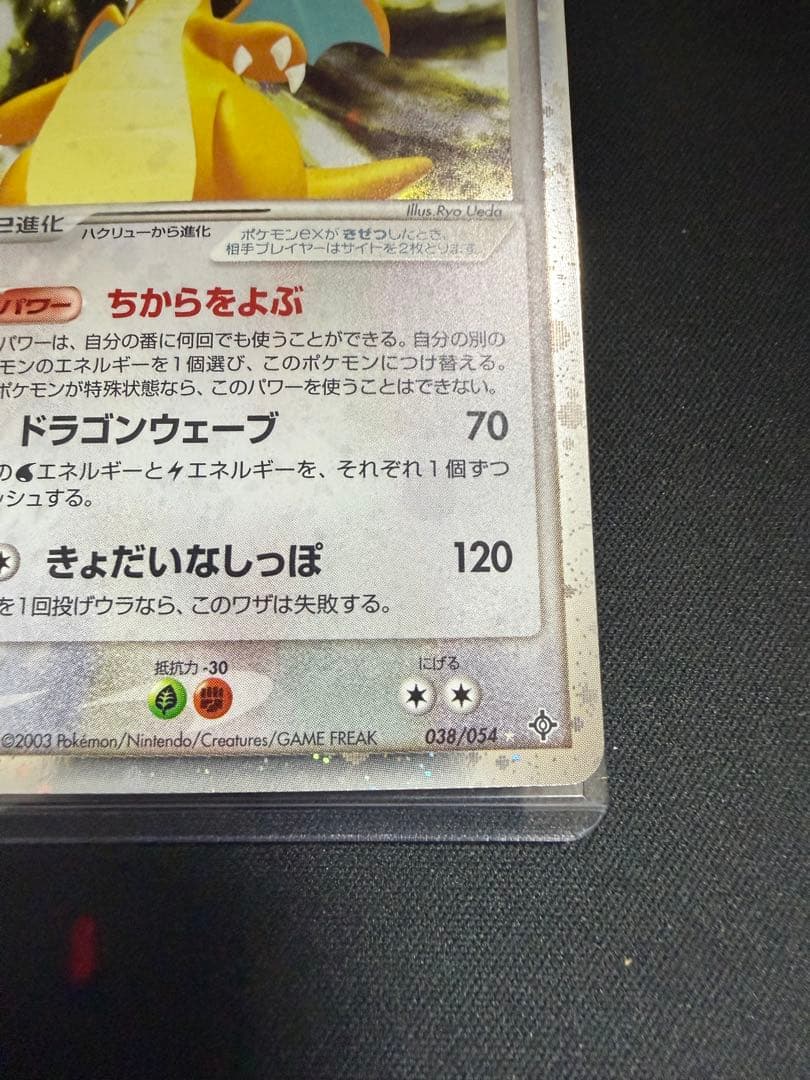 Illus.Ryo Ueda
2進化
ハクリューから進化
ポケモンexがきぜつしたとき、
相手プレイヤーはサイトを2枚とります。
パワー ちからをよぶ
パワーは、自分の番に何回でも使うことができる。自分の別の
モンのエネルギーを1個選び、このポケモンにつけ替える。
ポケモンが特殊状態なら、このパワーを使うことはできない。
ドラゴンウェーブ 70
のエネルギーとエネルギーを、それぞれ1個ずつ
ッシュする。
きょだいなしっぽ 120
を1回投げウラなら、このワザは失敗する。
抵抗力 -30
にげる
©2003 Pokémon/Nintendo/Creatures/GAME FREAK
038/054 ★